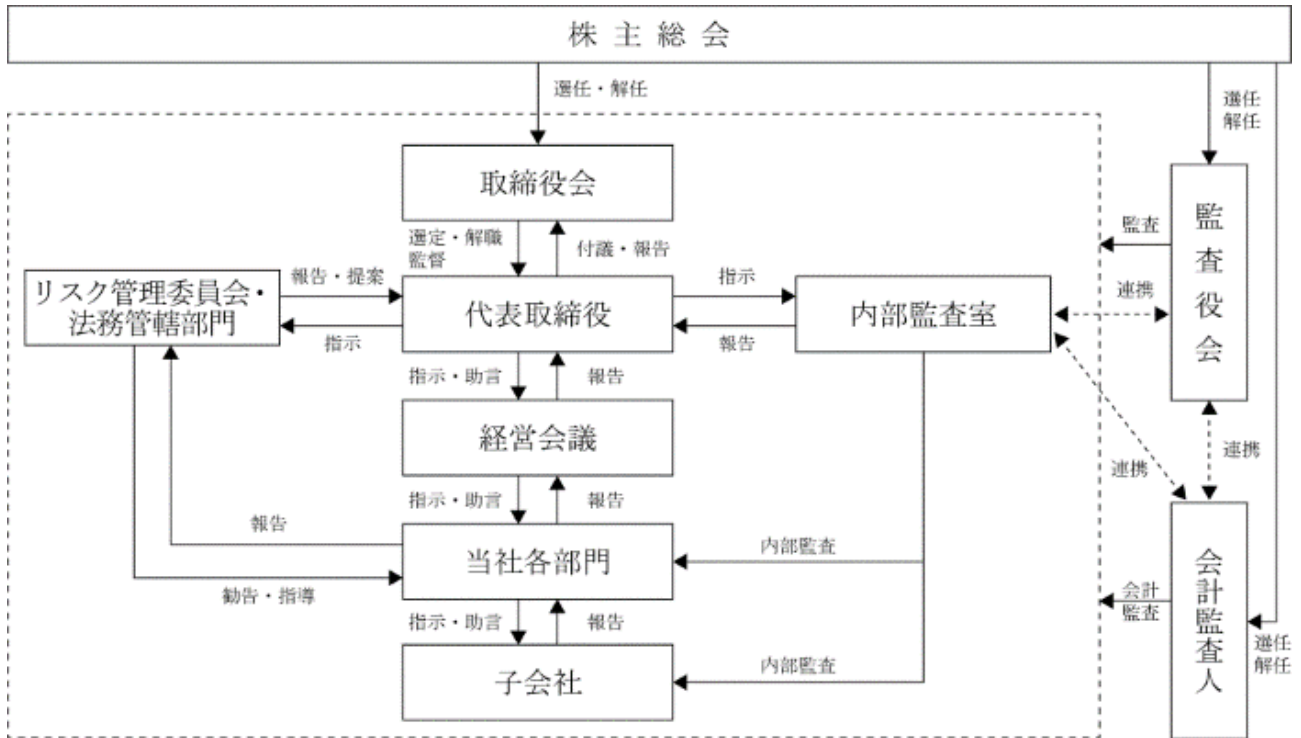 株主総会
選任・解任
選任
解任
取締役会
監査役会
選定・解職
監督
付議・報告
監査
リスク管理委員会・
法務管轄部門
報告・提案
指示
代表取締役
指示
報告
内部監査室
連携
指示・助言
報告
経営会議
連携
連携
指示・助言
報告
報告
当社各部門
内部監査
勧告・指導
会計
監査
会計監査人
選任
解任
指示・助言
報告
子会社
内部監査